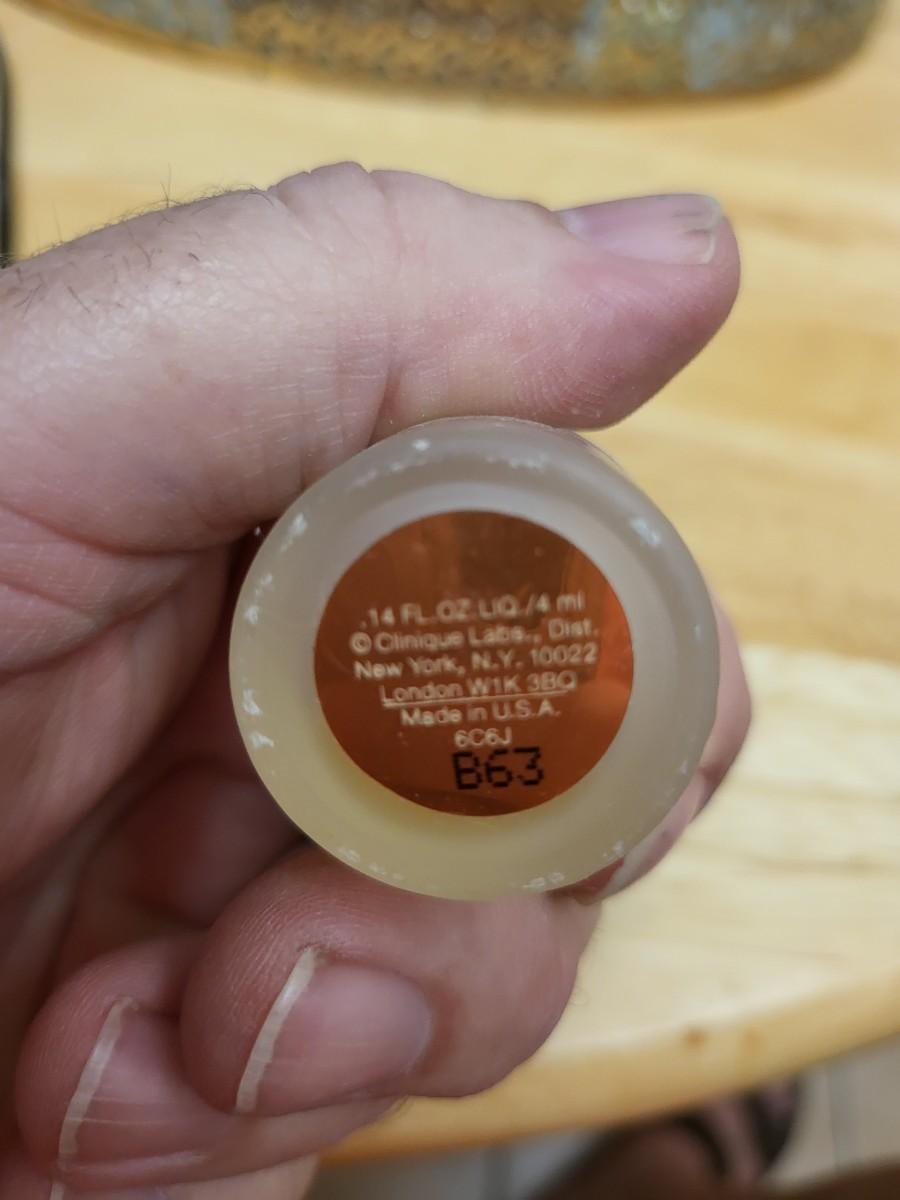 .14 FL.OZ.LIQ./4 ml
© Clinique Labs., Dist.
New York, N.Y. 10022
London W1K 3BQ
Made in U.S.A.
6C6J
B63